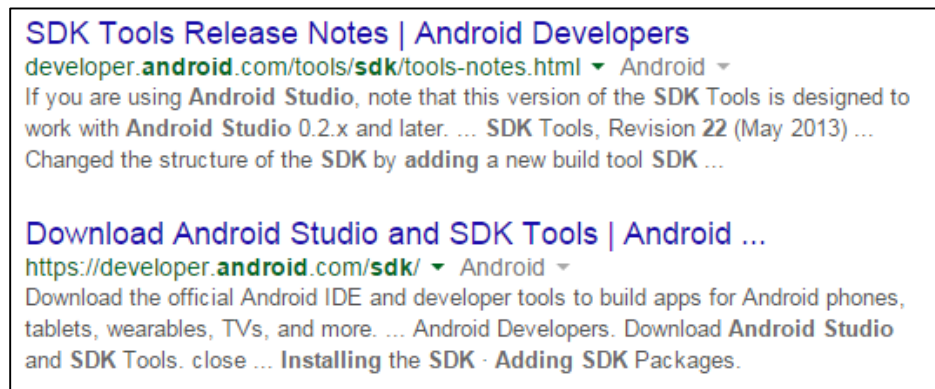 SDK Tools Release Notes | Android Developers
developer.android.com/tools/sdk/tools-notes.html Android
If you are using Android Studio, note that this version of the SDK Tools is designed to
work with Android Studio 0.2.x and later. ... SDK Tools, Revision 22 (May 2013) ...
Changed the structure of the SDK by adding a new build tool SDK ...
Download Android Studio and SDK Tools | Android ...
https://developer.android.com/sdk/ Android
Download the official Android IDE and developer tools to build apps for Android phones,
tablets, wearables, TVs, and more. ... Android Developers. Download Android Studio
and SDK Tools. close ... Installing the SDK · Adding SDK Packages.